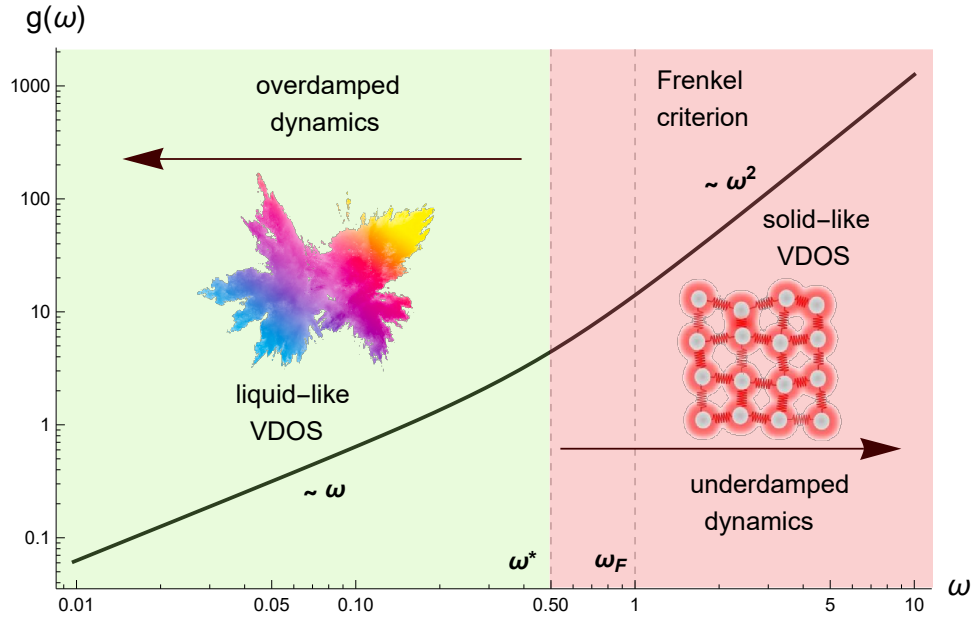 g(ω)
1000
100
10
1
0.1
overdamped
dynamics
Frenkel
criterion
~ ω²
solid–like
VDOS
liquid–like
VDOS
~ ω
underdamped
dynamics
ω*
ω_F
0.01
0.05
0.10
0.50
1
5
10
ω